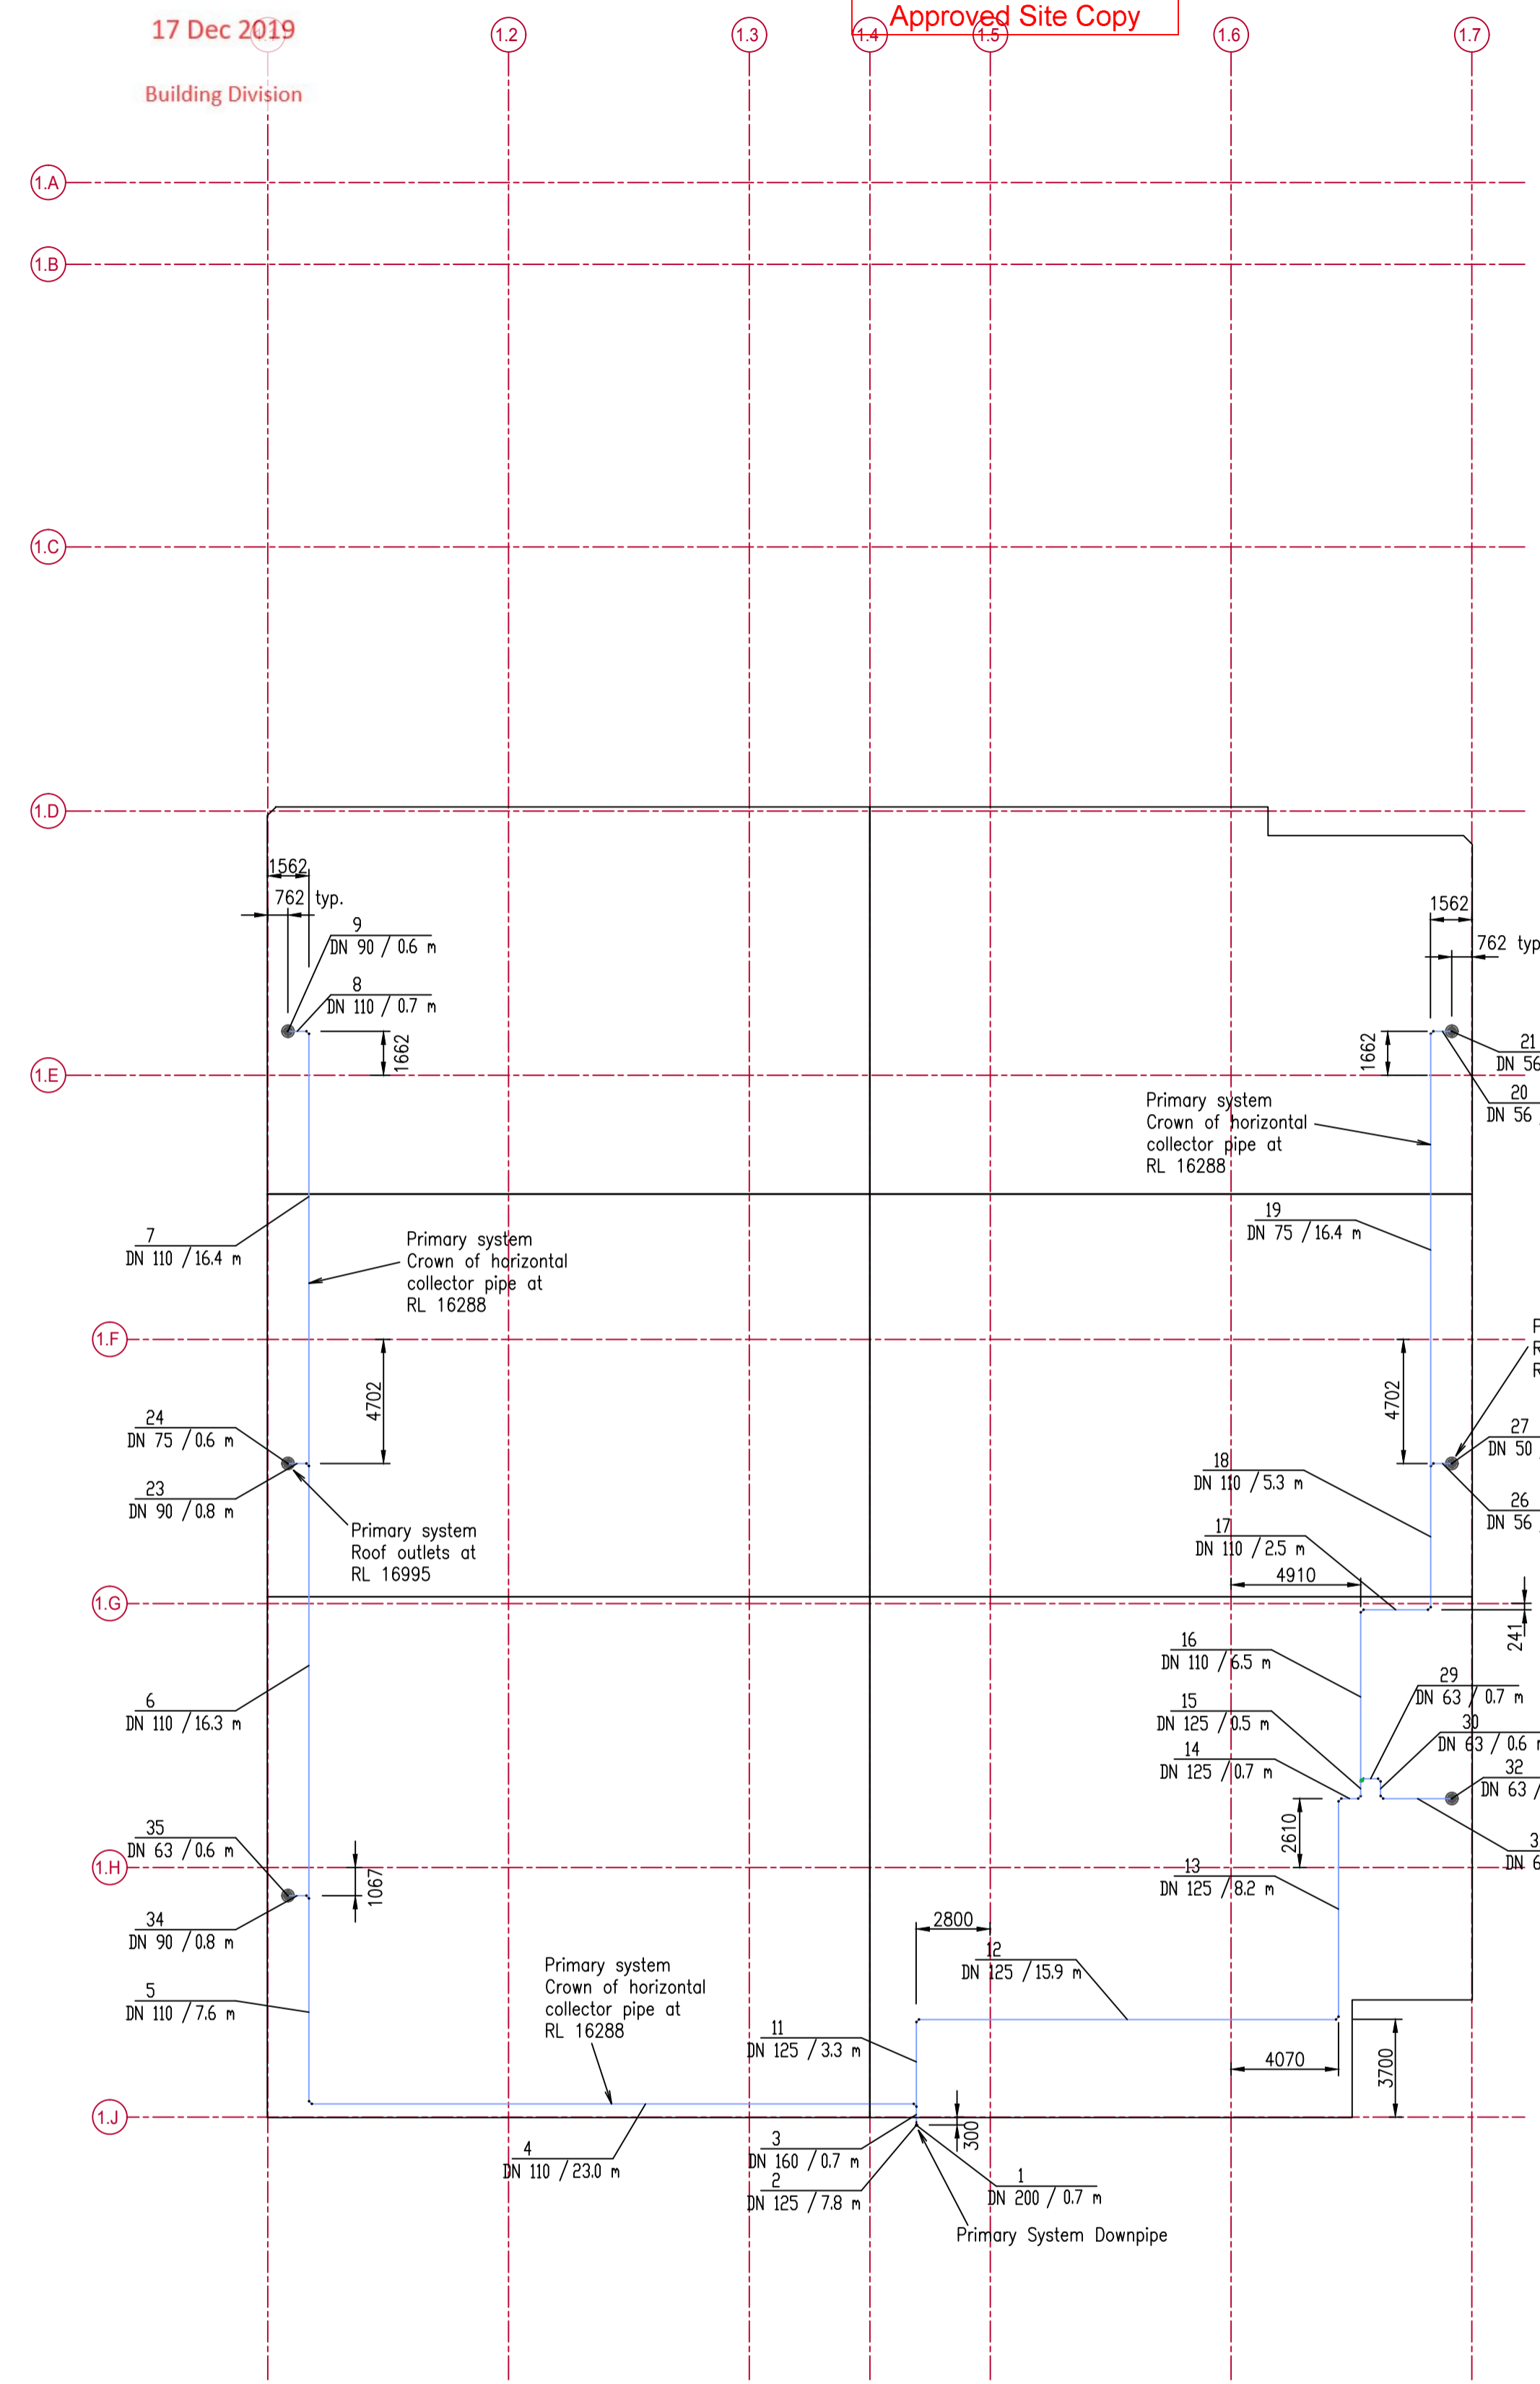 17 Dec 2019
Building Division
Approved Site Copy
1.2
1.3
1.4
1.5
1.6
1.7
1.A
1.B
1.C
1.D
1562
762 typ.
9
DN 90 / 0.6 m
8
DN 110 / 0.7 m
1662
1562
762 typ
1662
21
DN 56
20
DN 56
1.E
Primary system
Crown of horizontal
collector pipe at
RL 16288
19
DN 75 / 16.4 m
7
DN 110 / 16.4 m
Primary system
Crown of horizontal
collector pipe at
RL 16288
1.F
4702
4702
24
DN 75 / 0.6 m
23
DN 90 / 0.8 m
Primary system
Roof outlets at
RL 16995
27
DN 50
26
DN 56
18
DN 110 / 5.3 m
17
DN 110 / 2.5 m
4910
1.G
241
16
DN 110 / 6.5 m
15
DN 125 / 0.5 m
14
DN 125 / 0.7 m
29
DN 63 / 0.7 m
30
DN 63 / 0.6 m
32
DN 63 /
6
DN 110 / 16.3 m
2610
35
DN 63 / 0.6 m
1.H
1067
13
DN 125 / 8.2 m
34
DN 90 / 0.8 m
2800
12
DN 125 / 15.9 m
5
DN 110 / 7.6 m
Primary system
Crown of horizontal
collector pipe at
RL 16288
11
DN 125 / 3.3 m
4070
3700
1.J
300
4
DN 110 / 23.0 m
3
DN 160 / 0.7 m
2
DN 125 / 7.8 m
1
DN 200 / 0.7 m
Primary System Downpipe